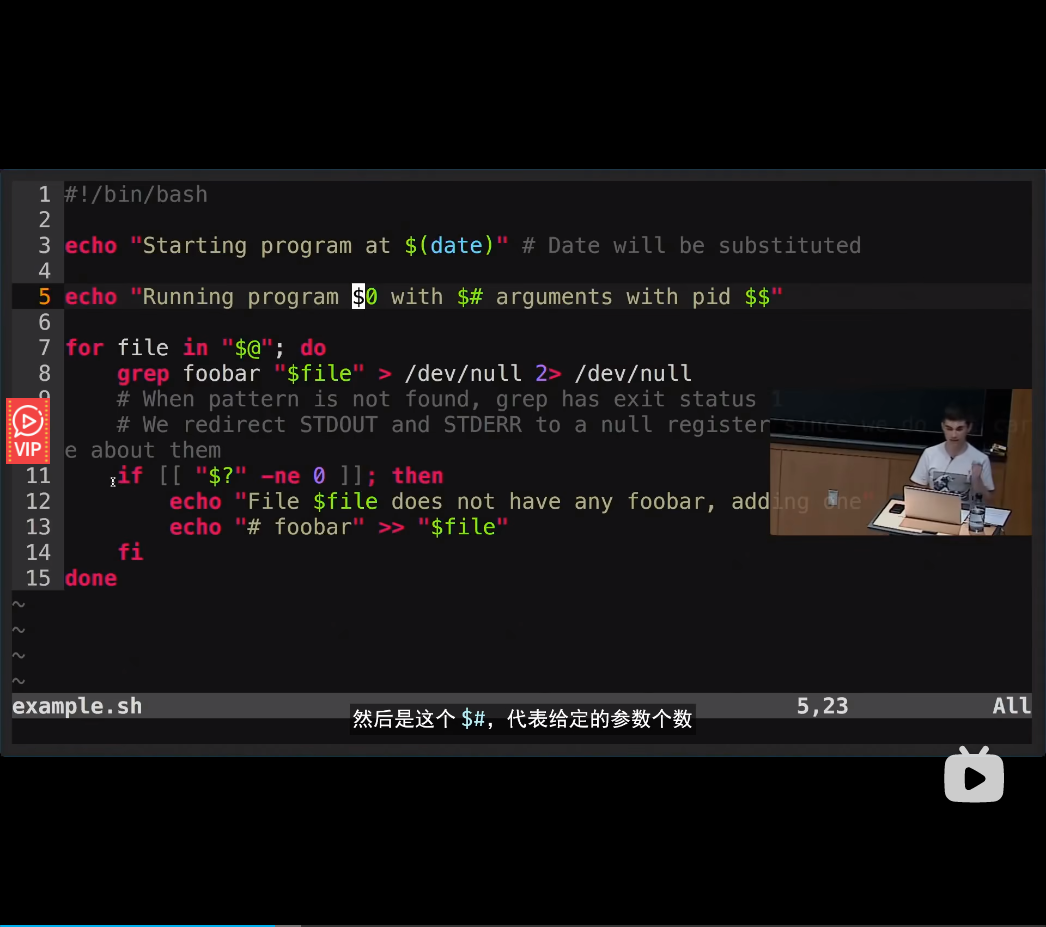 1 #!/bin/bash
2
3 echo "Starting program at $(date)" # Date will be substituted
4
5 echo "Running program $0 with $# arguments with pid $$"
6
7 for file in "$@"; do
8 grep foobar "$file" > /dev/null 2> /dev/null
9 # When pattern is not found, grep has exit status 1
# We redirect STDOUT and STDERR to a null register since we do car
e about them
11 if [[ "$?" -ne 0 ]]; then
12 echo "File $file does not have any foobar, adding one"
13 echo "# foobar" >> "$file"
14 fi
15 done
~
~
~
~
VIP
example.sh 5,23 All
然后是这个 $#，代表给定的参数个数